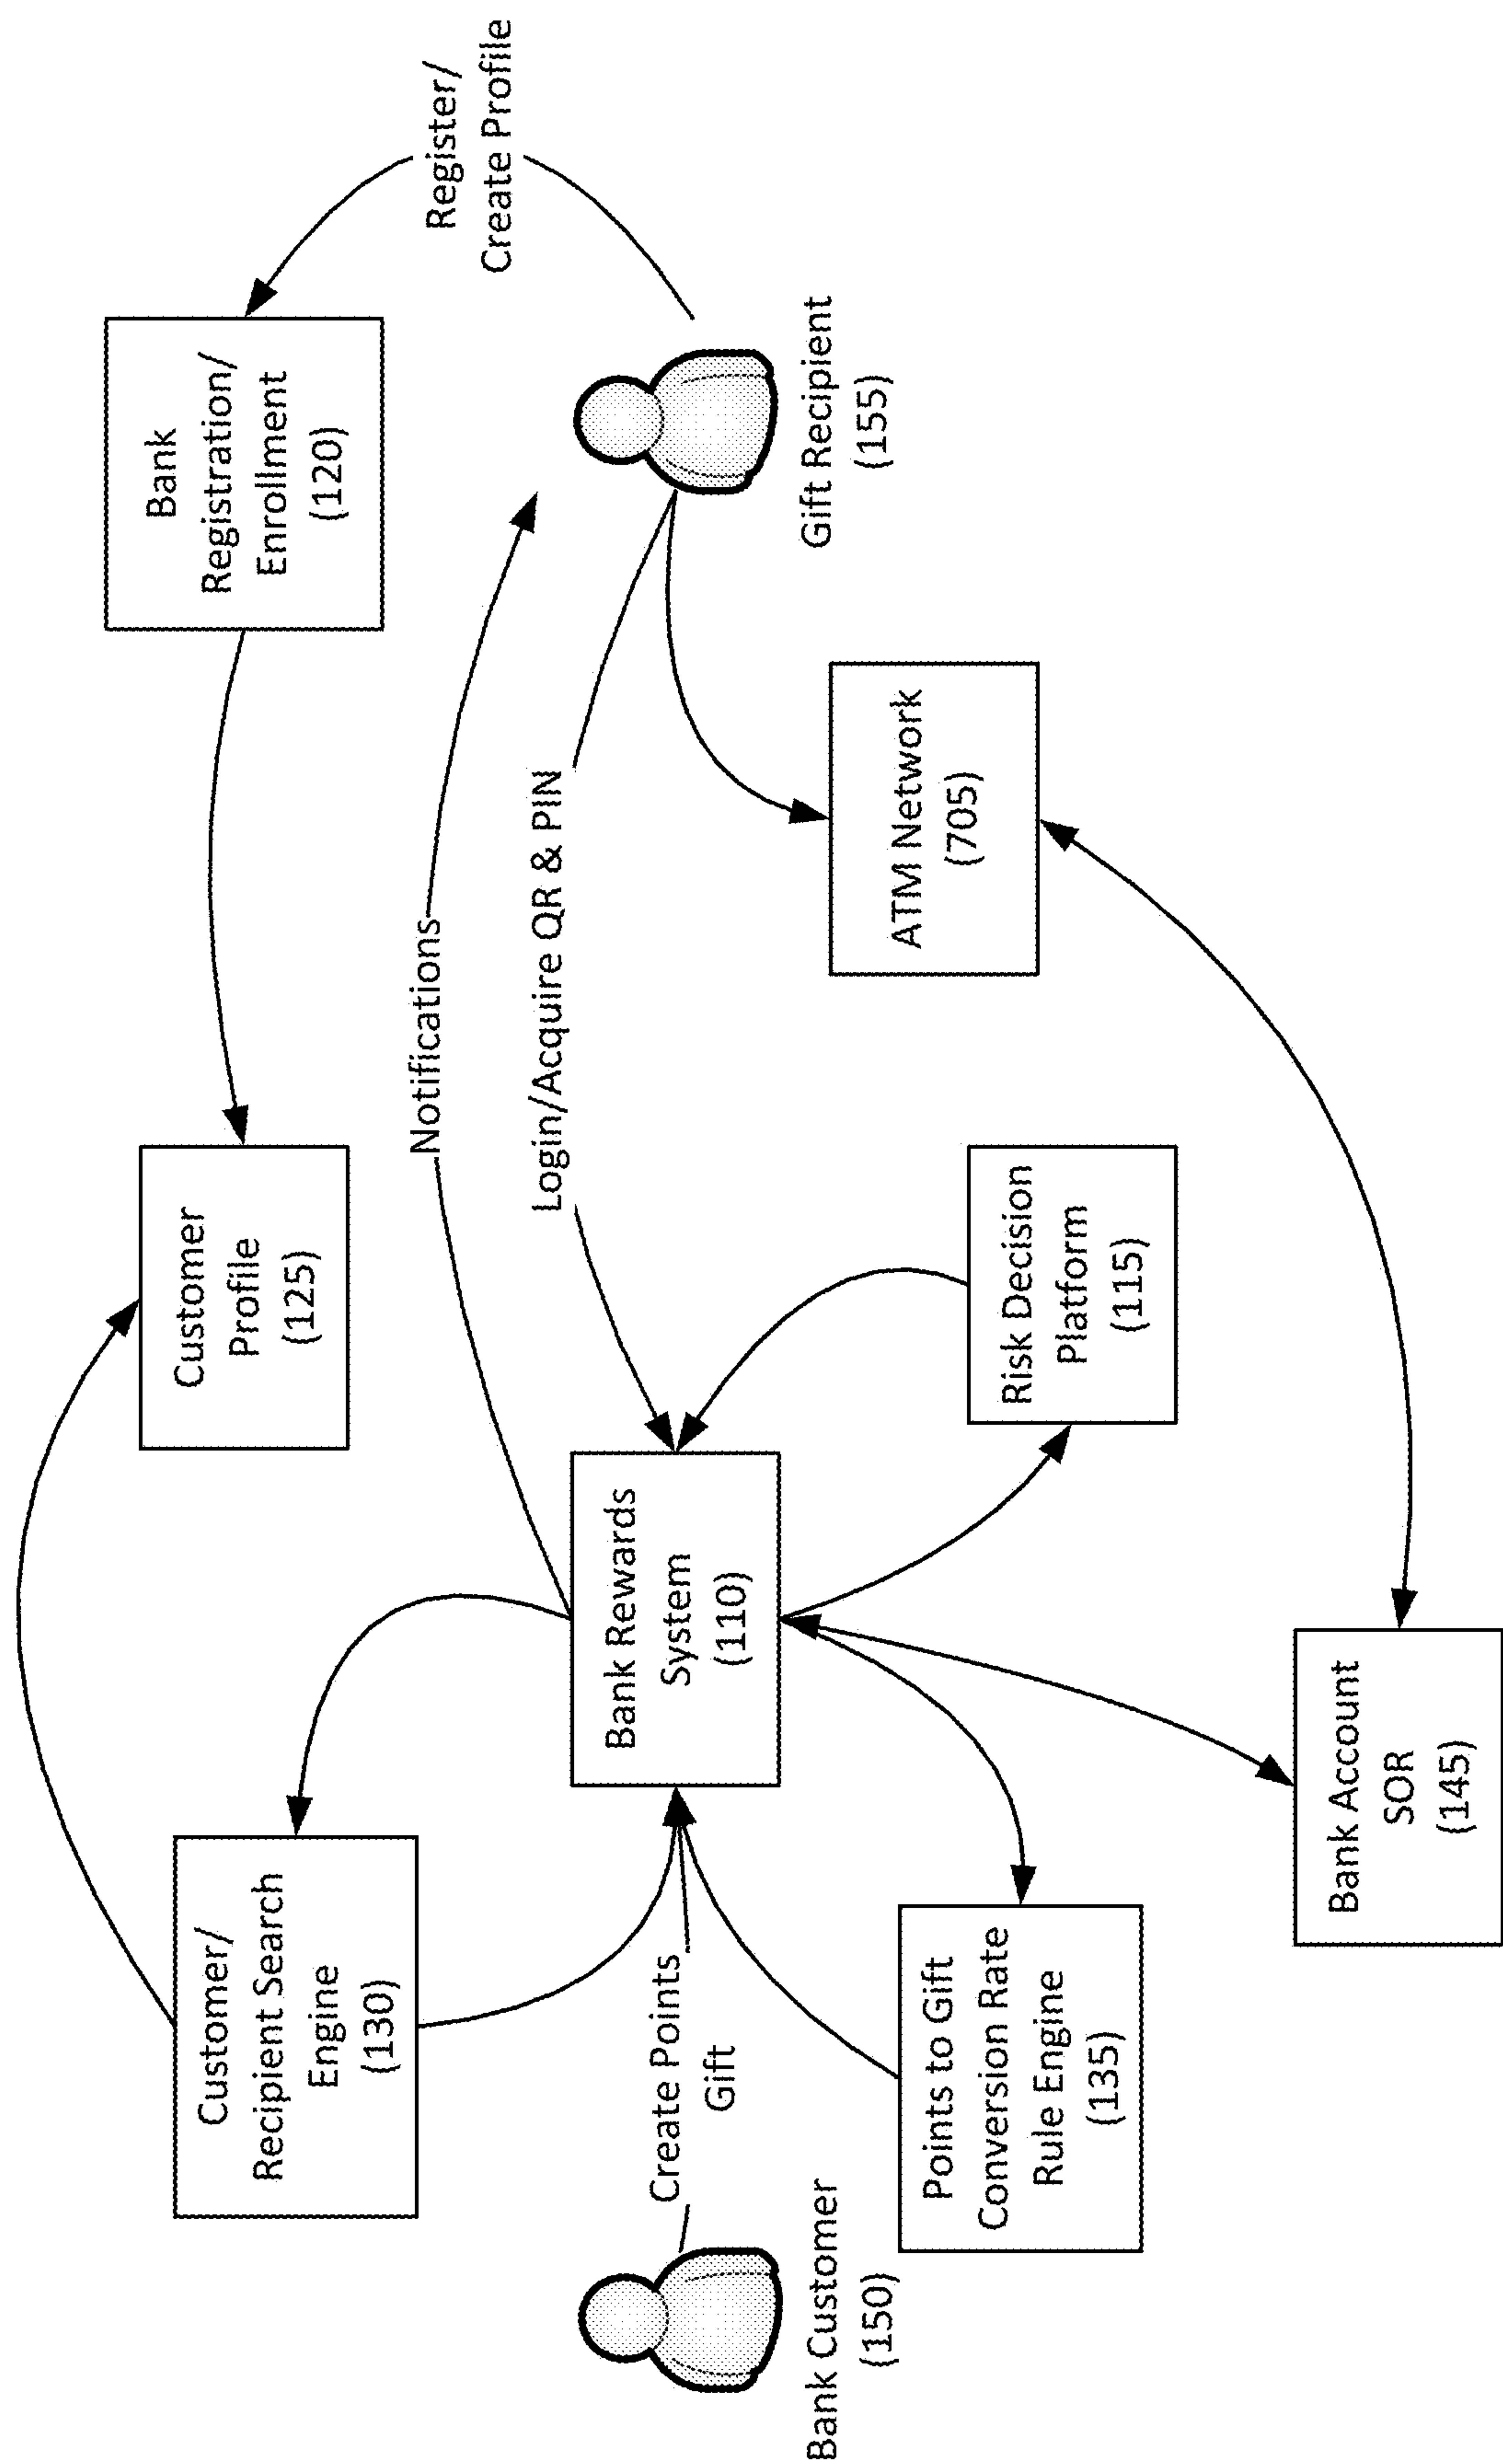 Customer/
Recipient Search
Engine
(130)
Customer
Profile
(125)
Bank
Registration/
Enrollment
(120)
Register/
Create Profile
Notifications
Login/Acquire QR & PIN
Create Points
Gift
Bank Customer
(150)
Bank Rewards
System
(110)
Gift Recipient
(155)
Points to Gift
Conversion Rate
Rule Engine
(135)
Risk Decision
Platform
(115)
ATM Network
(705)
Bank Account
SOR
(145)